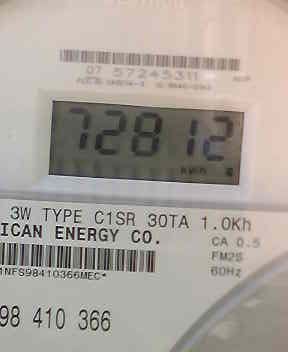 07 57245311
72812
kWh
3W TYPE C1SR 30TA 1.0Kh
ICAN ENERGY CO.
CA 0.5
FM2S
60Hz
1NFS98410366MEC*
98 410 366